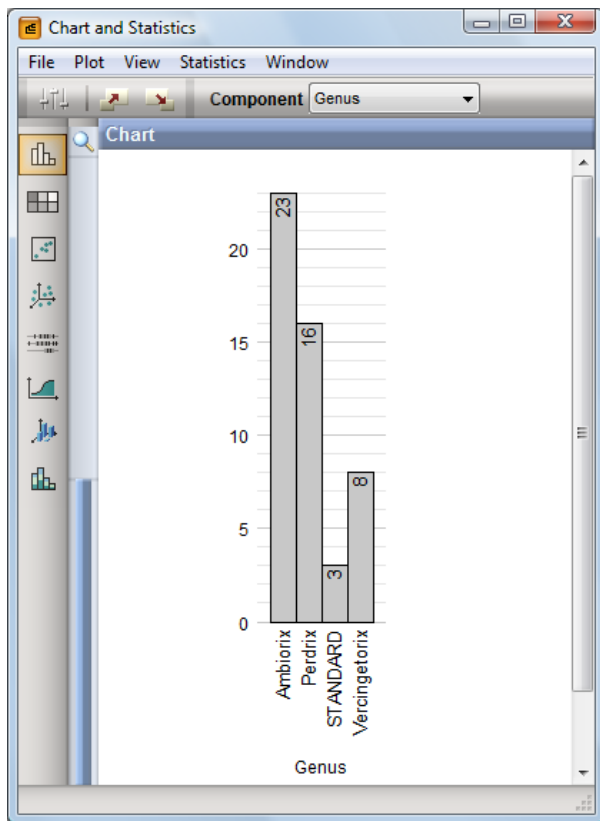 Chart and Statistics
File Plot View Statistics Window
Component Genus
Chart
23
20
16
15
10
8
5
3
0
Ambiorix
Perdrix
STANDARD
Vercingetorix
Genus